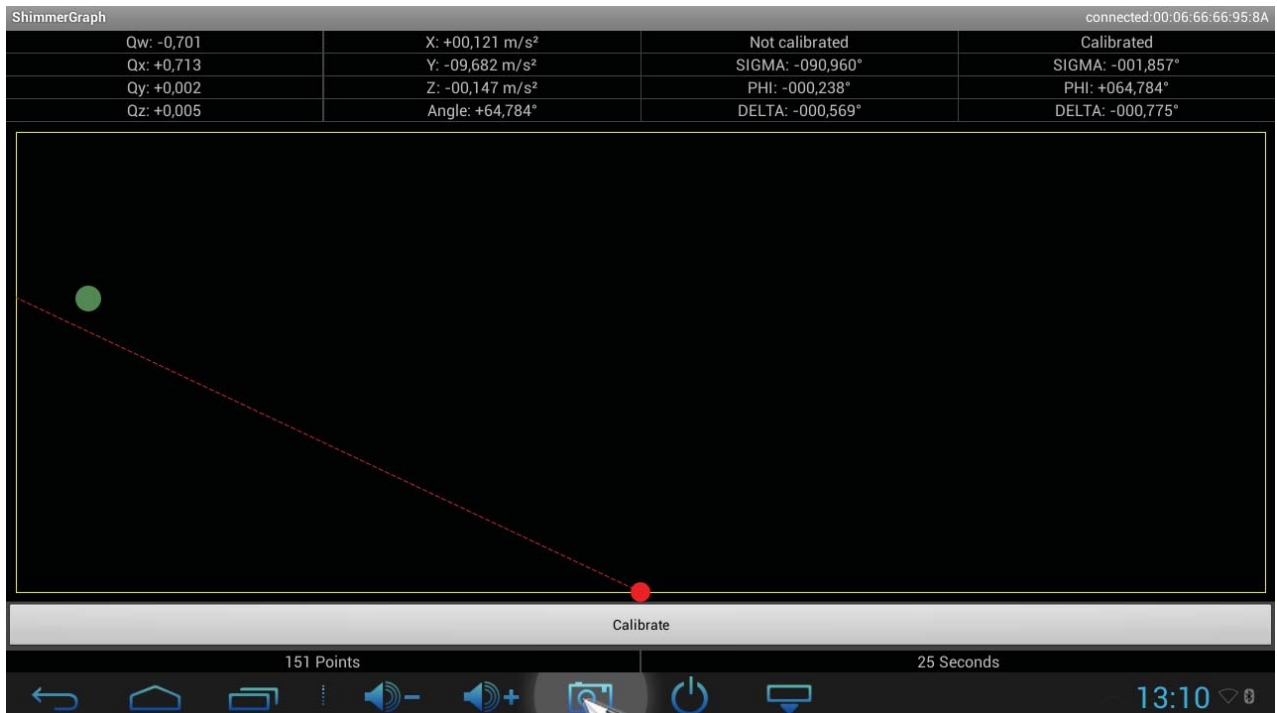 ShimmerGraph connected:00:06:66:66:95:8A
Qw: -0,701 X: +00,121 m/s² Not calibrated Calibrated
Qx: +0,713 Y: -09,682 m/s² SIGMA: -090,960° SIGMA: -001,857°
Qy: +0,002 Z: -00,147 m/s² PHI: -000,238° PHI: +064,784°
Qz: +0,005 Angle: +64,784° DELTA: -000,569° DELTA: -000,775°
Calibrate
151 Points 25 Seconds
13:10